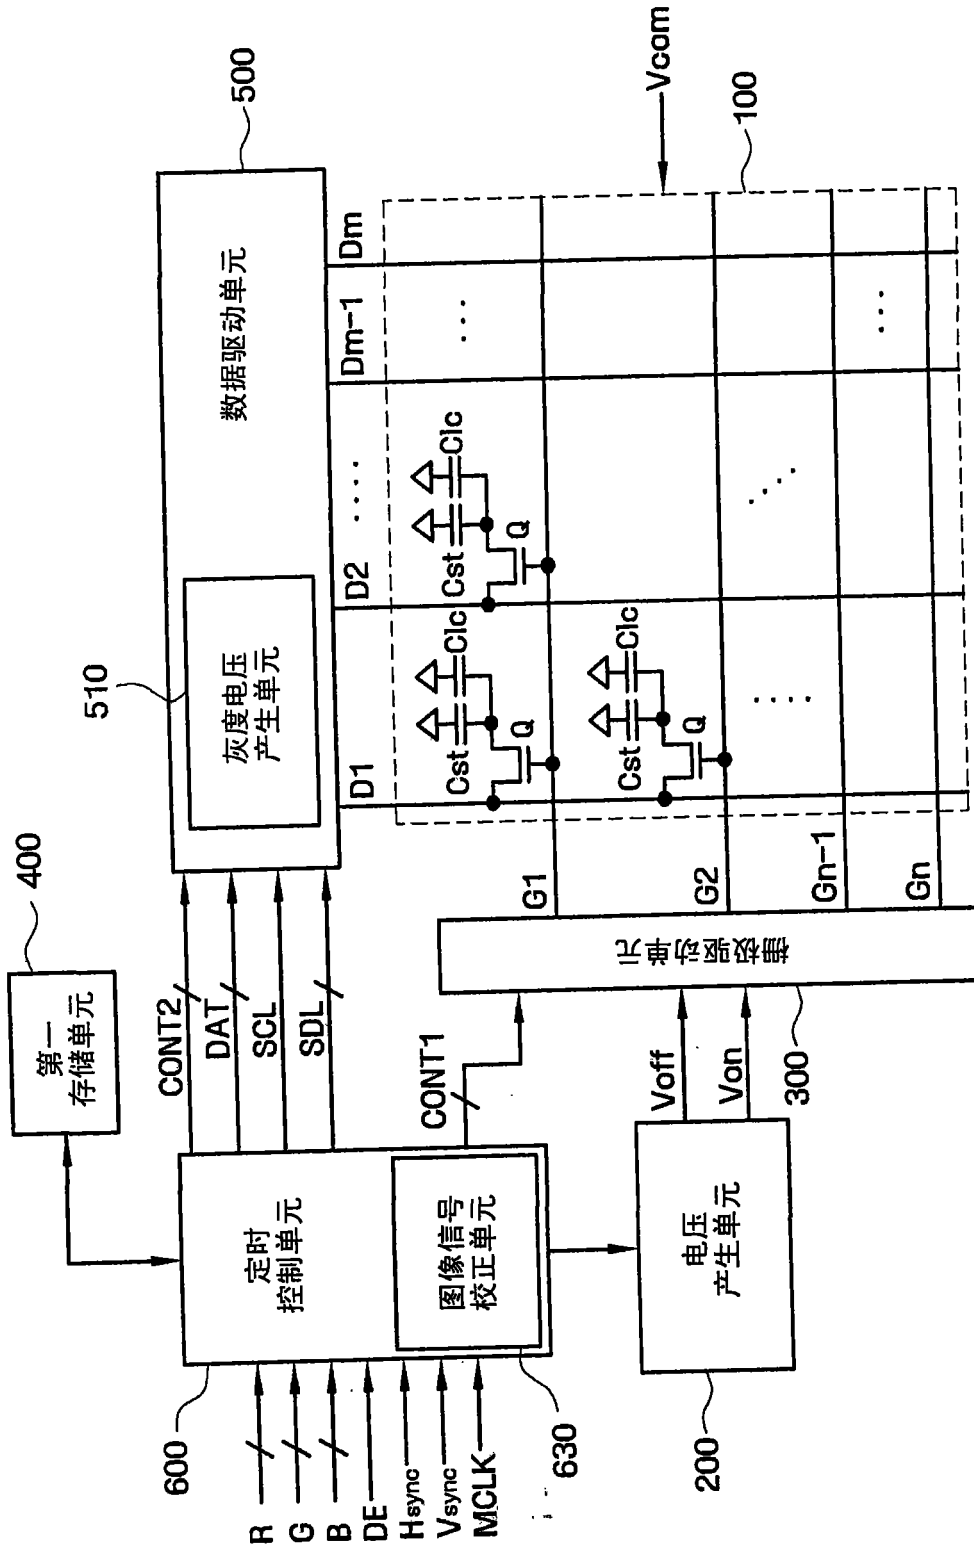 400
第一
存储单元
510
500
数据驱动单元
灰度电压
产生单元
600
定时
控制单元
图像信号
校正单元
630
R
G
B
DE
Hsync
Vsync
MCLK
CONT2
DAT
SCL
SDL
CONT1
D1
D2
....
Dm-1
Dm
Cst
Clc
Q
Cst
Clc
Q
Cst
Clc
Q
G1
G2
Gn-1
Gn
栅极驱动单元
300
Voff
Von
电压
产生单元
200
Vcom
100